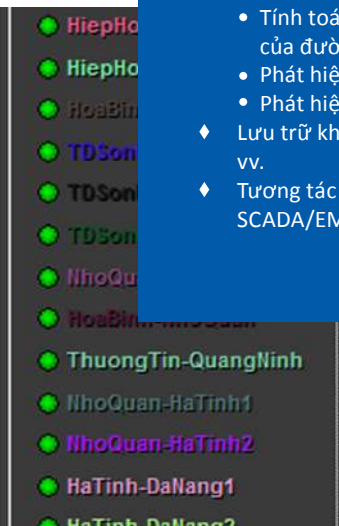 HiepHo
• Tính toá
của đườ
HiepHo
• Phát hiệ
HoaBin
• Phát hiệ
TDSon
♦ Lưu trữ kh
vv.
TDSon
♦ Tương tác
TDSon
SCADA/EM
NhoQu
HoaBinh-NhoQuan
ThuongTin-QuangNinh
NhoQuan-HaTinh1
NhoQuan-HaTinh2
HaTinh-DaNang1
HaTinh-DaNang2